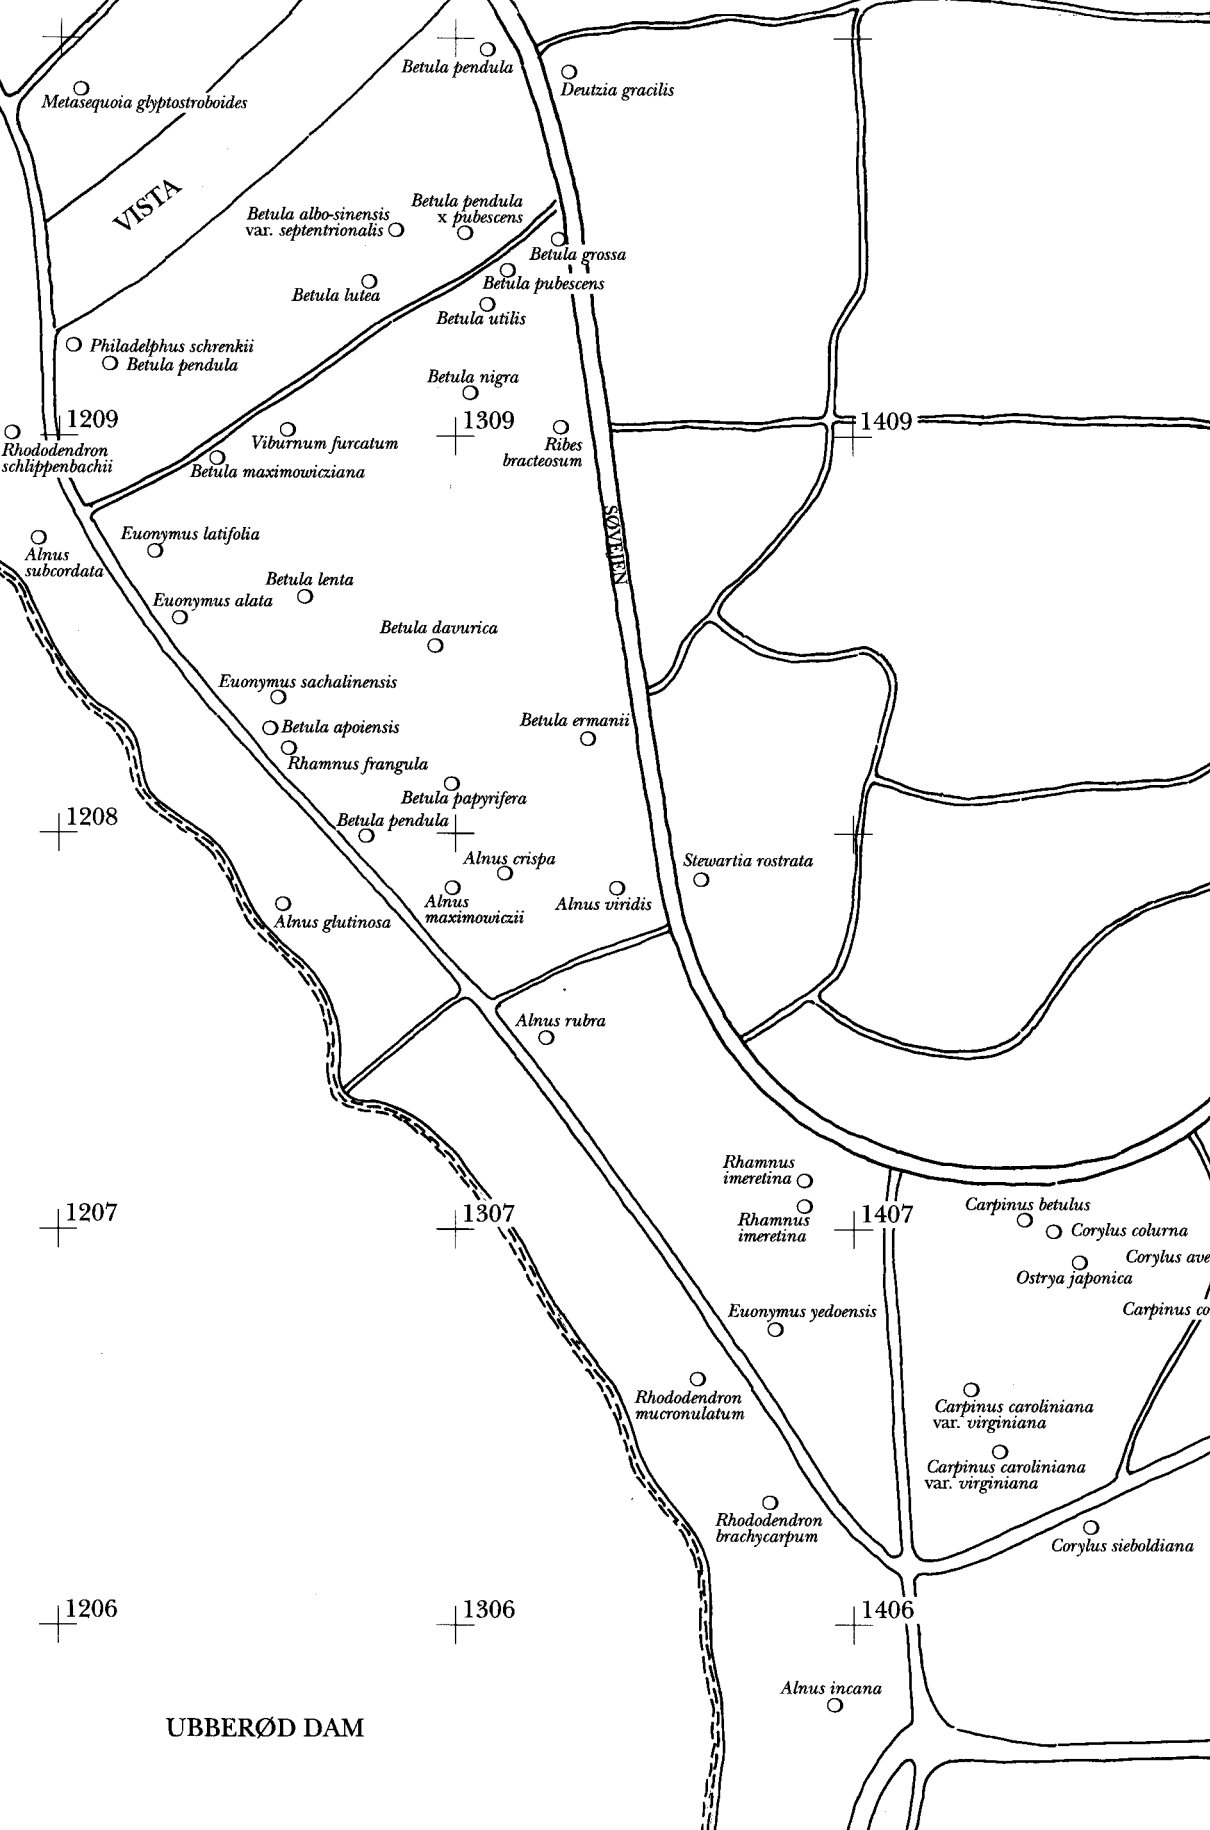 Betula pendula
Deutzia gracilis
Metasequoia glyptostroboides
VISTA
Betula albo-sinensis
var. septentrionalis
Betula pendula
x pubescens
Betula grossa
Betula pubescens
Betula lutea
Betula utilis
Philadelphus schrenkii
Betula pendula
Betula nigra
1209
1309
1409
Rhododendron
schlippenbachii
Viburnum furcatum
Betula maximowicziana
Ribes
bracteosum
SØVEJEN
Euonymus latifolia
Alnus
subcordata
Betula lenta
Euonymus alata
Betula davurica
Euonymus sachalinensis
Betula apoiensis
Betula ermanii
Rhamnus frangula
Betula papyrifera
1208
Betula pendula
Alnus crispa
Stewartia rostrata
Alnus
maximowiczii
Alnus viridis
Alnus glutinosa
Alnus rubra
Rhamnus
imeretina
Rhamnus
imeretina
1207
1307
1407
Carpinus betulus
Corylus colurna
Corylus ave
Ostrya japonica
Carpinus co
Euonymus yedoensis
Rhododendron
mucronulatum
Carpinus caroliniana
var. virginiana
Carpinus caroliniana
var. virginiana
Rhododendron
brachycarpum
Corylus sieboldiana
1206
1306
1406
Alnus incana
UBBERØD DAM